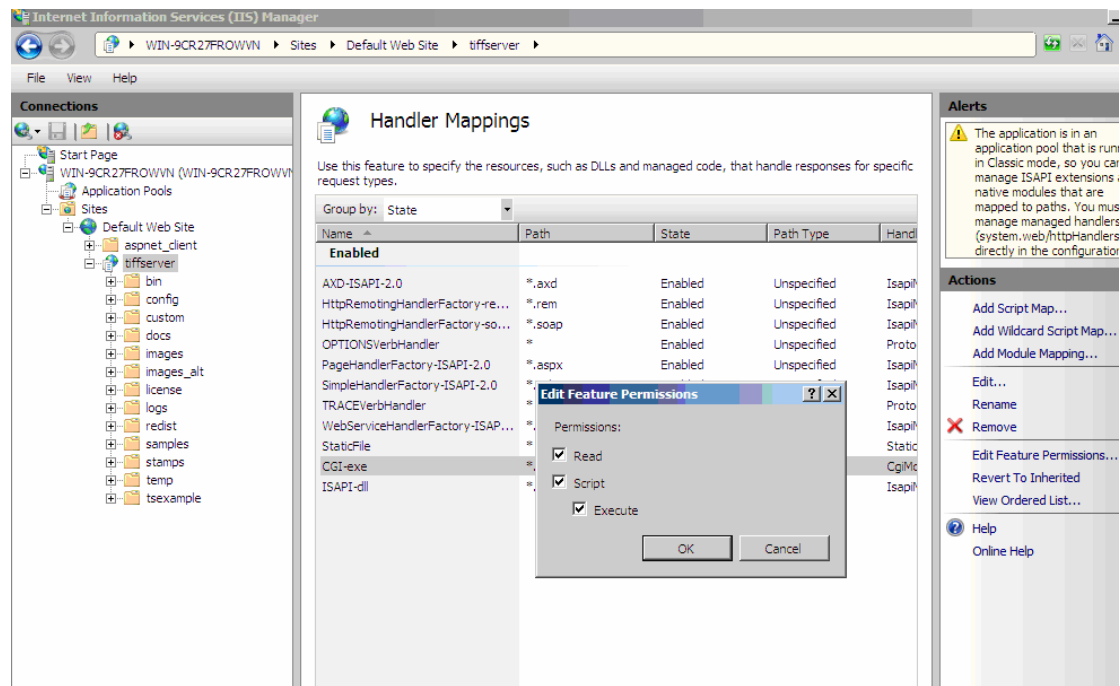 Internet Information Services (IIS) Manager
WIN-9CR27FROWVN Sites Default Web Site tiffserver
File View Help
Connections
Start Page
WIN-9CR27FROWVN (WIN-9CR27FROWVN
Application Pools
Sites
Default Web Site
aspnet_client
tiffserver
bin
config
custom
docs
images
images_alt
license
logs
redist
samples
stamps
temp
tsexample
Handler Mappings
Use this feature to specify the resources, such as DLLs and managed code, that handle responses for specific
request types.
Group by: State
Name Path State Path Type Handl
Enabled
AXD-ISAPI-2.0 *.axd Enabled Unspecified
HttpRemotingHandlerFactory-re... *.rem Enabled Unspecified
HttpRemotingHandlerFactory-so... *.soap Enabled Unspecified
OPTIONSVerbHandler * Enabled Unspecified Proto
PageHandlerFactory-ISAPI-2.0 *.aspx Enabled Unspecified
SimpleHandlerFactory-ISAPI-2.0
TRACEVerbHandler * Proto
WebServiceHandlerFactory-ISAP...
StaticFile * Static
CGI-exe
ISAPI-dll
Edit Feature Permissions
Permissions:
Read
Script
Execute
OK Cancel
Alerts
The application is in an
application pool that is runn
in Classic mode, so you can
manage ISAPI extensions a
native modules that are
mapped to paths. You mus
manage managed handlers
(system.web/httpHandlers
directly in the configuration
Actions
Add Script Map...
Add Wildcard Script Map...
Add Module Mapping...
Edit...
Rename
Remove
Edit Feature Permissions...
Revert To Inherited
View Ordered List...
Help
Online Help